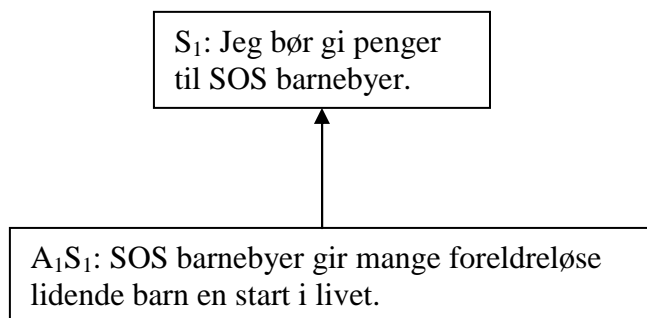 S₁: Jeg bør gi penger
til SOS barnebyer.
A₁S₁: SOS barnebyer gir mange foreldreløse
lidende barn en start i livet.